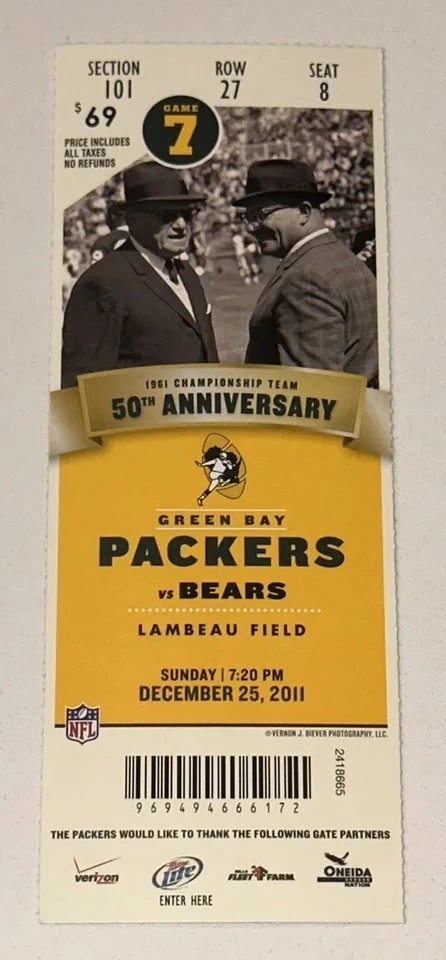 SECTION ROW SEAT
101 27 8
$69
GAME
7
PRICE INCLUDES
ALL TAXES
NO REFUNDS
1961 CHAMPIONSHIP TEAM
50TH ANNIVERSARY
GREEN BAY
PACKERS
VS BEARS
LAMBEAU FIELD
SUNDAY | 7:20 PM
DECEMBER 25, 2011
NFL
© VERNON J. BIEVER PHOTOGRAPHY, LLC.
2418665
969494666172
THE PACKERS WOULD LIKE TO THANK THE FOLLOWING GATE PARTNERS
verizon Miller Lite MILLS FLEET FARM ONEIDA NATION
ENTER HERE